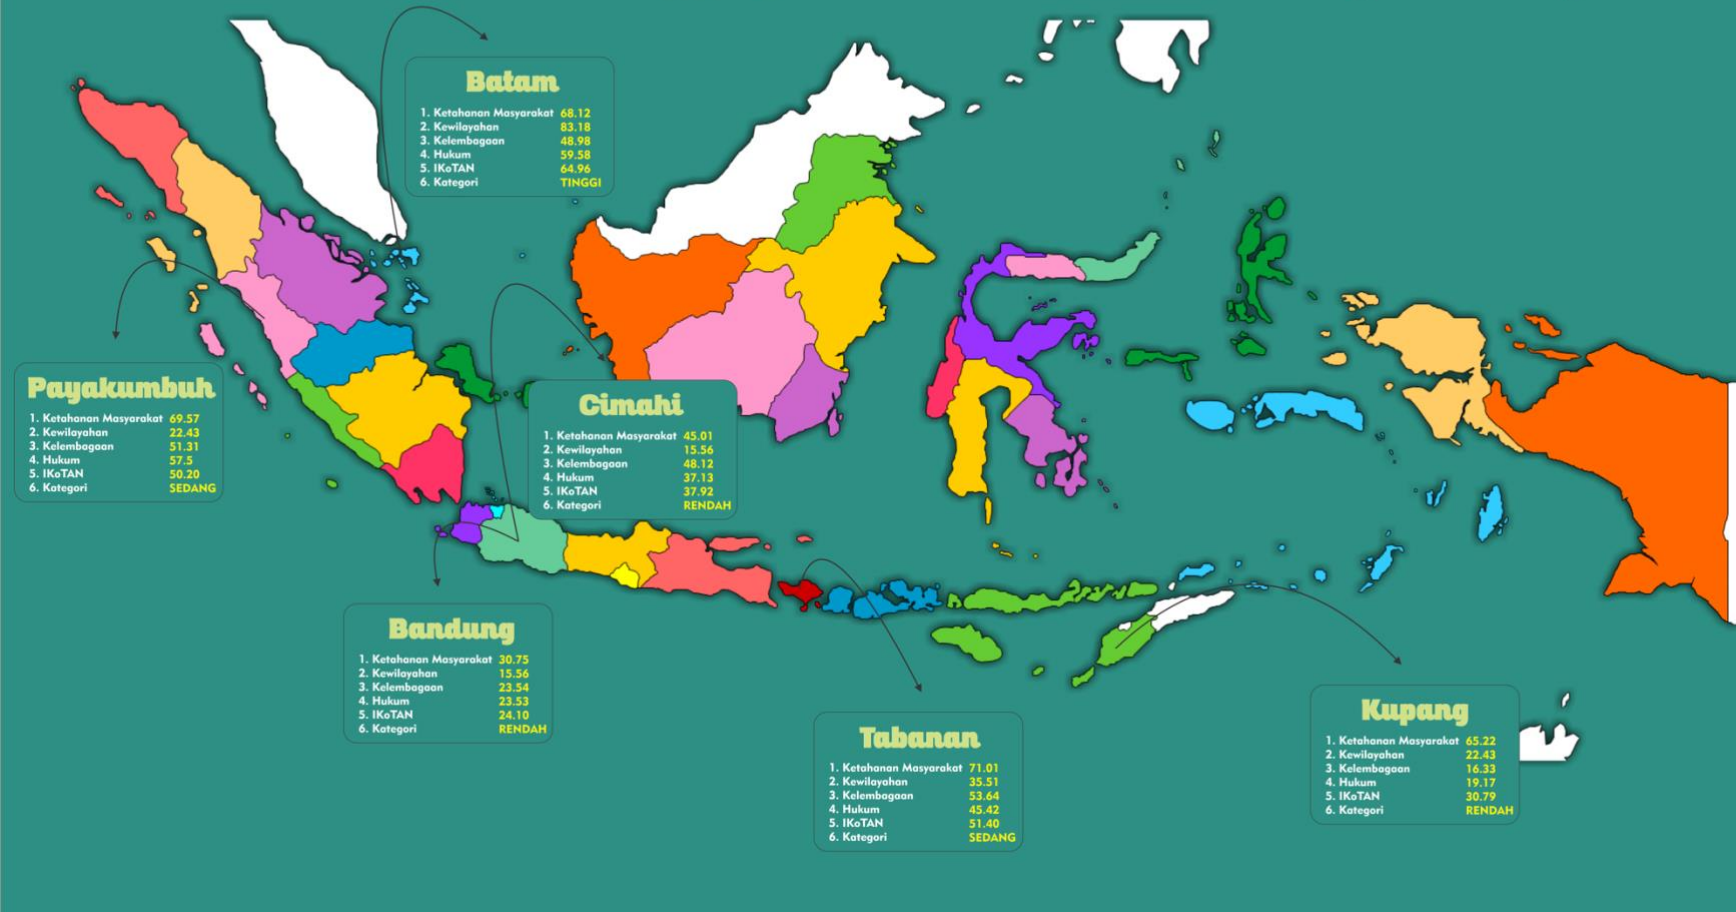 Batam
1. Ketahanan Masyarakat 68.12
2. Kewilayahan 83.18
3. Kelembagaan 48.98
4. Hukum 59.58
5. IKoTAN 64.96
6. Kategori TINGGI
Payakumbuh
1. Ketahanan Masyarakat 69.57
2. Kewilayahan 22.43
3. Kelembagaan 51.31
4. Hukum 57.5
5. IKoTAN 50.20
6. Kategori SEDANG
Cimahi
1. Ketahanan Masyarakat 45.01
2. Kewilayahan 15.56
3. Kelembagaan 48.12
4. Hukum 37.13
5. IKoTAN 37.92
6. Kategori RENDAH
Bandung
1. Ketahanan Masyarakat 30.75
2. Kewilayahan 15.56
3. Kelembagaan 23.54
4. Hukum 23.53
5. IKoTAN 24.10
6. Kategori RENDAH
Tabanan
1. Ketahanan Masyarakat 71.01
2. Kewilayahan 35.51
3. Kelembagaan 53.64
4. Hukum 45.42
5. IKoTAN 51.40
6. Kategori SEDANG
Kupang
1. Ketahanan Masyarakat 65.22
2. Kewilayahan 22.43
3. Kelembagaan 16.33
4. Hukum 19.17
5. IKoTAN 30.79
6. Kategori RENDAH